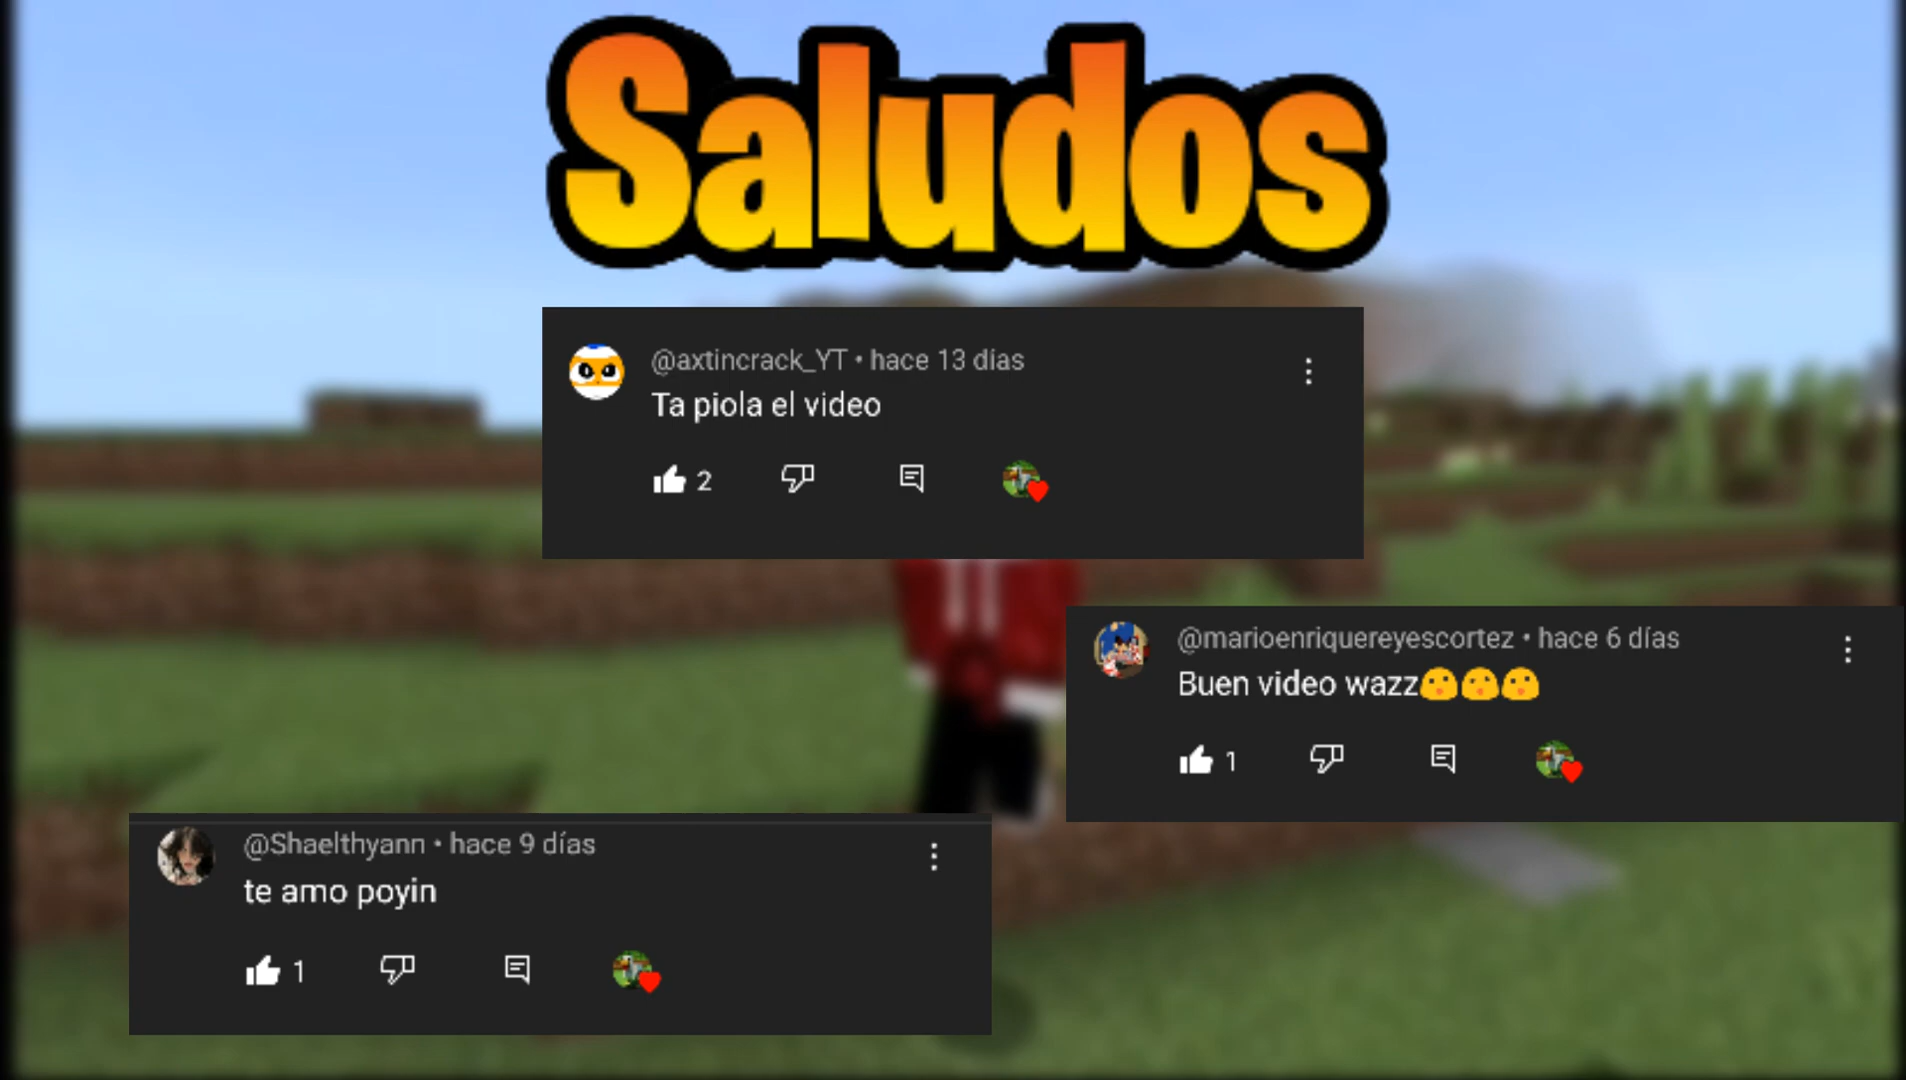 Saludos
@axtincrack_YT • hace 13 días
Ta piola el video
2
@marioenriquereyescortez • hace 6 días
Buen video wazz😗😗😗
1
@Shaelthyann • hace 9 días
te amo poyin
1